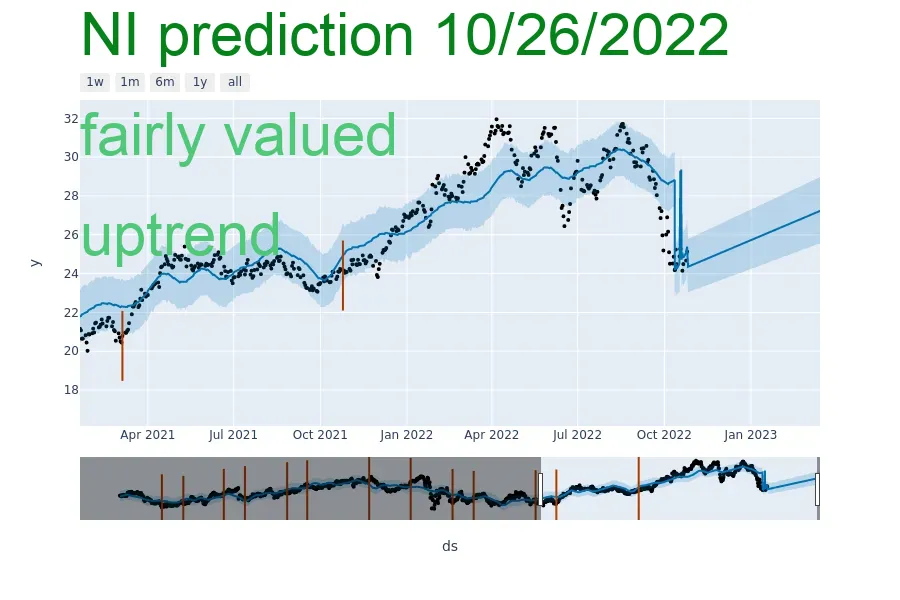 NI prediction 10/26/2022
1w 1m 6m 1y all
fairly valued
uptrend
y
32
30
28
26
24
22
20
18
Apr 2021 Jul 2021 Oct 2021 Jan 2022 Apr 2022 Jul 2022 Oct 2022 Jan 2023
ds